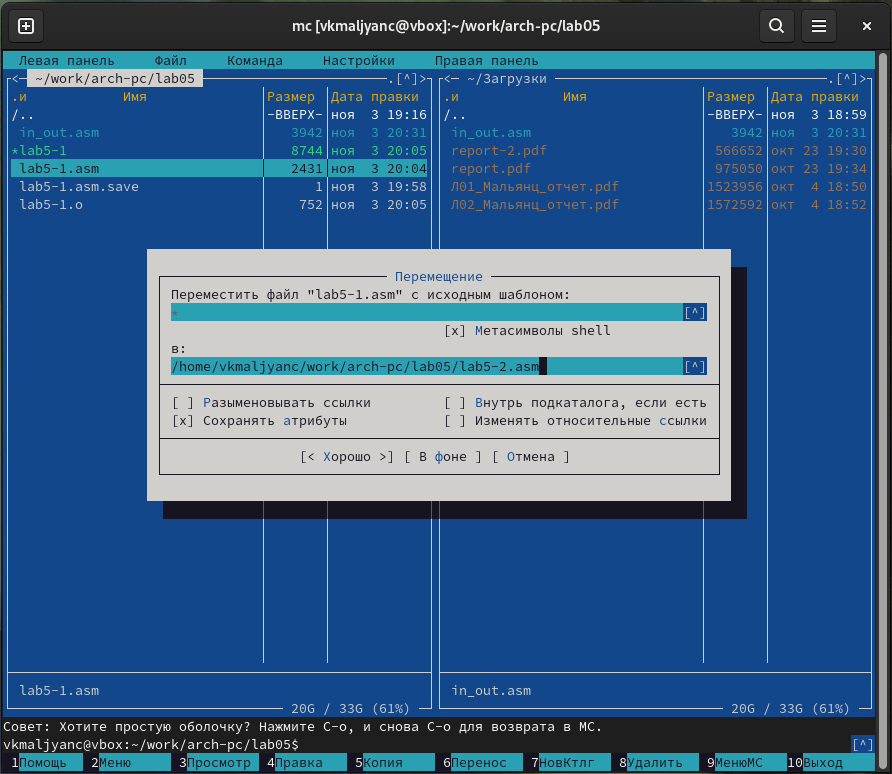 mc [vkmaljyanc@vbox]:~/work/arch-pc/lab05
Левая панель Файл Команда Настройки Правая панель
<─ ~/work/arch-pc/lab05 .[^]> <─ ~/Загрузки .[^]>
.и Имя Размер Дата правки .и Имя Размер Дата правки
/.. -ВВЕРХ- ноя 3 19:16 /.. -ВВЕРХ- ноя 3 18:59
in_out.asm 3942 ноя 3 20:31 in_out.asm 3942 ноя 3 20:31
*lab5-1 8744 ноя 3 20:05 report-2.pdf 566652 окт 23 19:30
lab5-1.asm 2431 ноя 3 20:04 report.pdf 975050 окт 23 19:34
lab5-1.asm.save 1 ноя 3 19:58 Л01_Мальянц_отчет.pdf 1523956 окт 4 18:50
lab5-1.o 752 ноя 3 20:05 Л02_Мальянц_отчет.pdf 1572592 окт 4 18:52
Перемещение
Переместить файл "lab5-1.asm" с исходным шаблоном:
* [^]
[x] Метасимволы shell
в:
/home/vkmaljyanc/work/arch-pc/lab05/lab5-2.asm [^]
[ ] Разыменовывать ссылки [ ] Внутрь подкаталога, если есть
[x] Сохранять атрибуты [ ] Изменять относительные ссылки
[< Хорошо >] [ В фоне ] [ Отмена ]
lab5-1.asm in_out.asm
20G / 33G (61%) 20G / 33G (61%)
Совет: Хотите простую оболочку? Нажмите C-o, и снова C-o для возврата в MC.
vkmaljyanc@vbox:~/work/arch-pc/lab05$ [^]
1Помощь 2Меню 3Просмотр 4Правка 5Копия 6Перенос 7НовКтлг 8Удалить 9МенюMC 10Выход